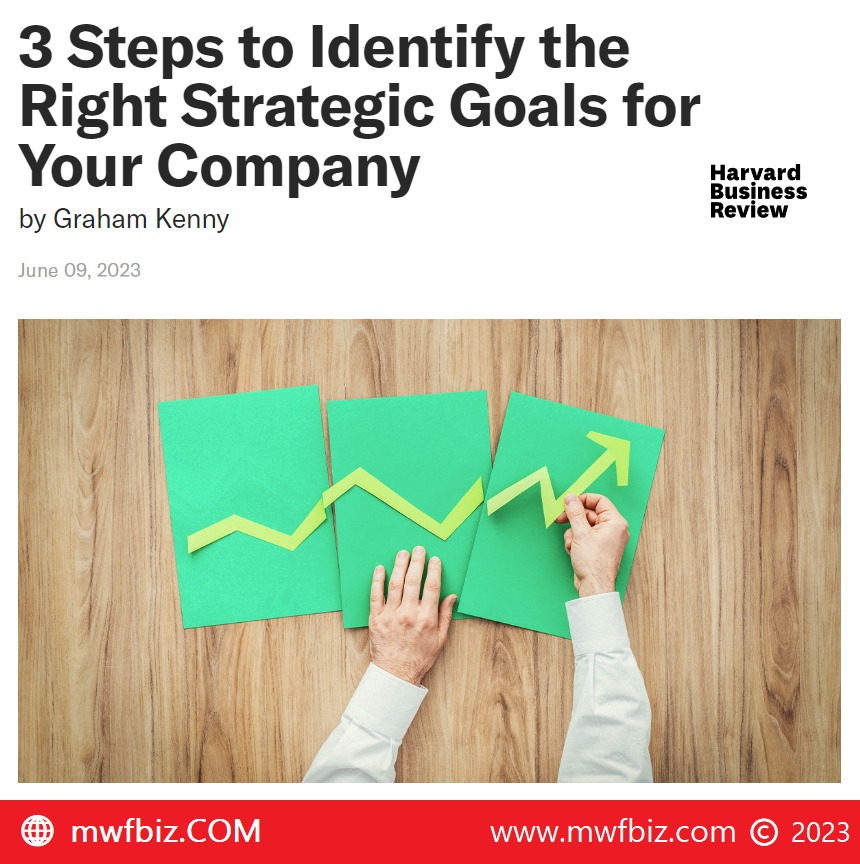 3 Steps to Identify the
Right Strategic Goals for
Your Company
by Graham Kenny
June 09, 2023
Harvard
Business
Review
mwfbiz.COM
www.mwfbiz.com © 2023